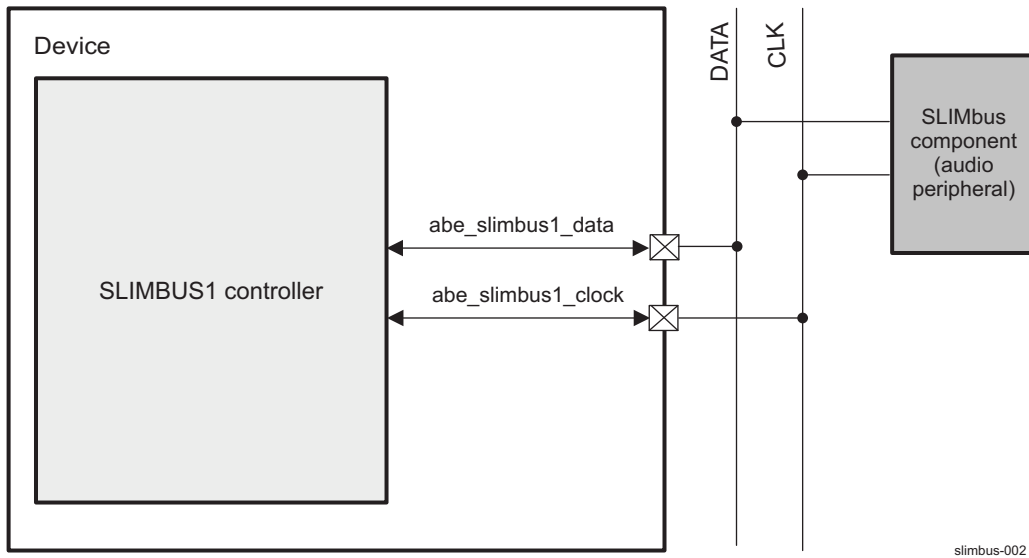 Device
SLIMBUS1 controller
abe_slimbus1_data
abe_slimbus1_clock
DATA
CLK
SLIMbus
component
(audio
peripheral)
slimbus-002